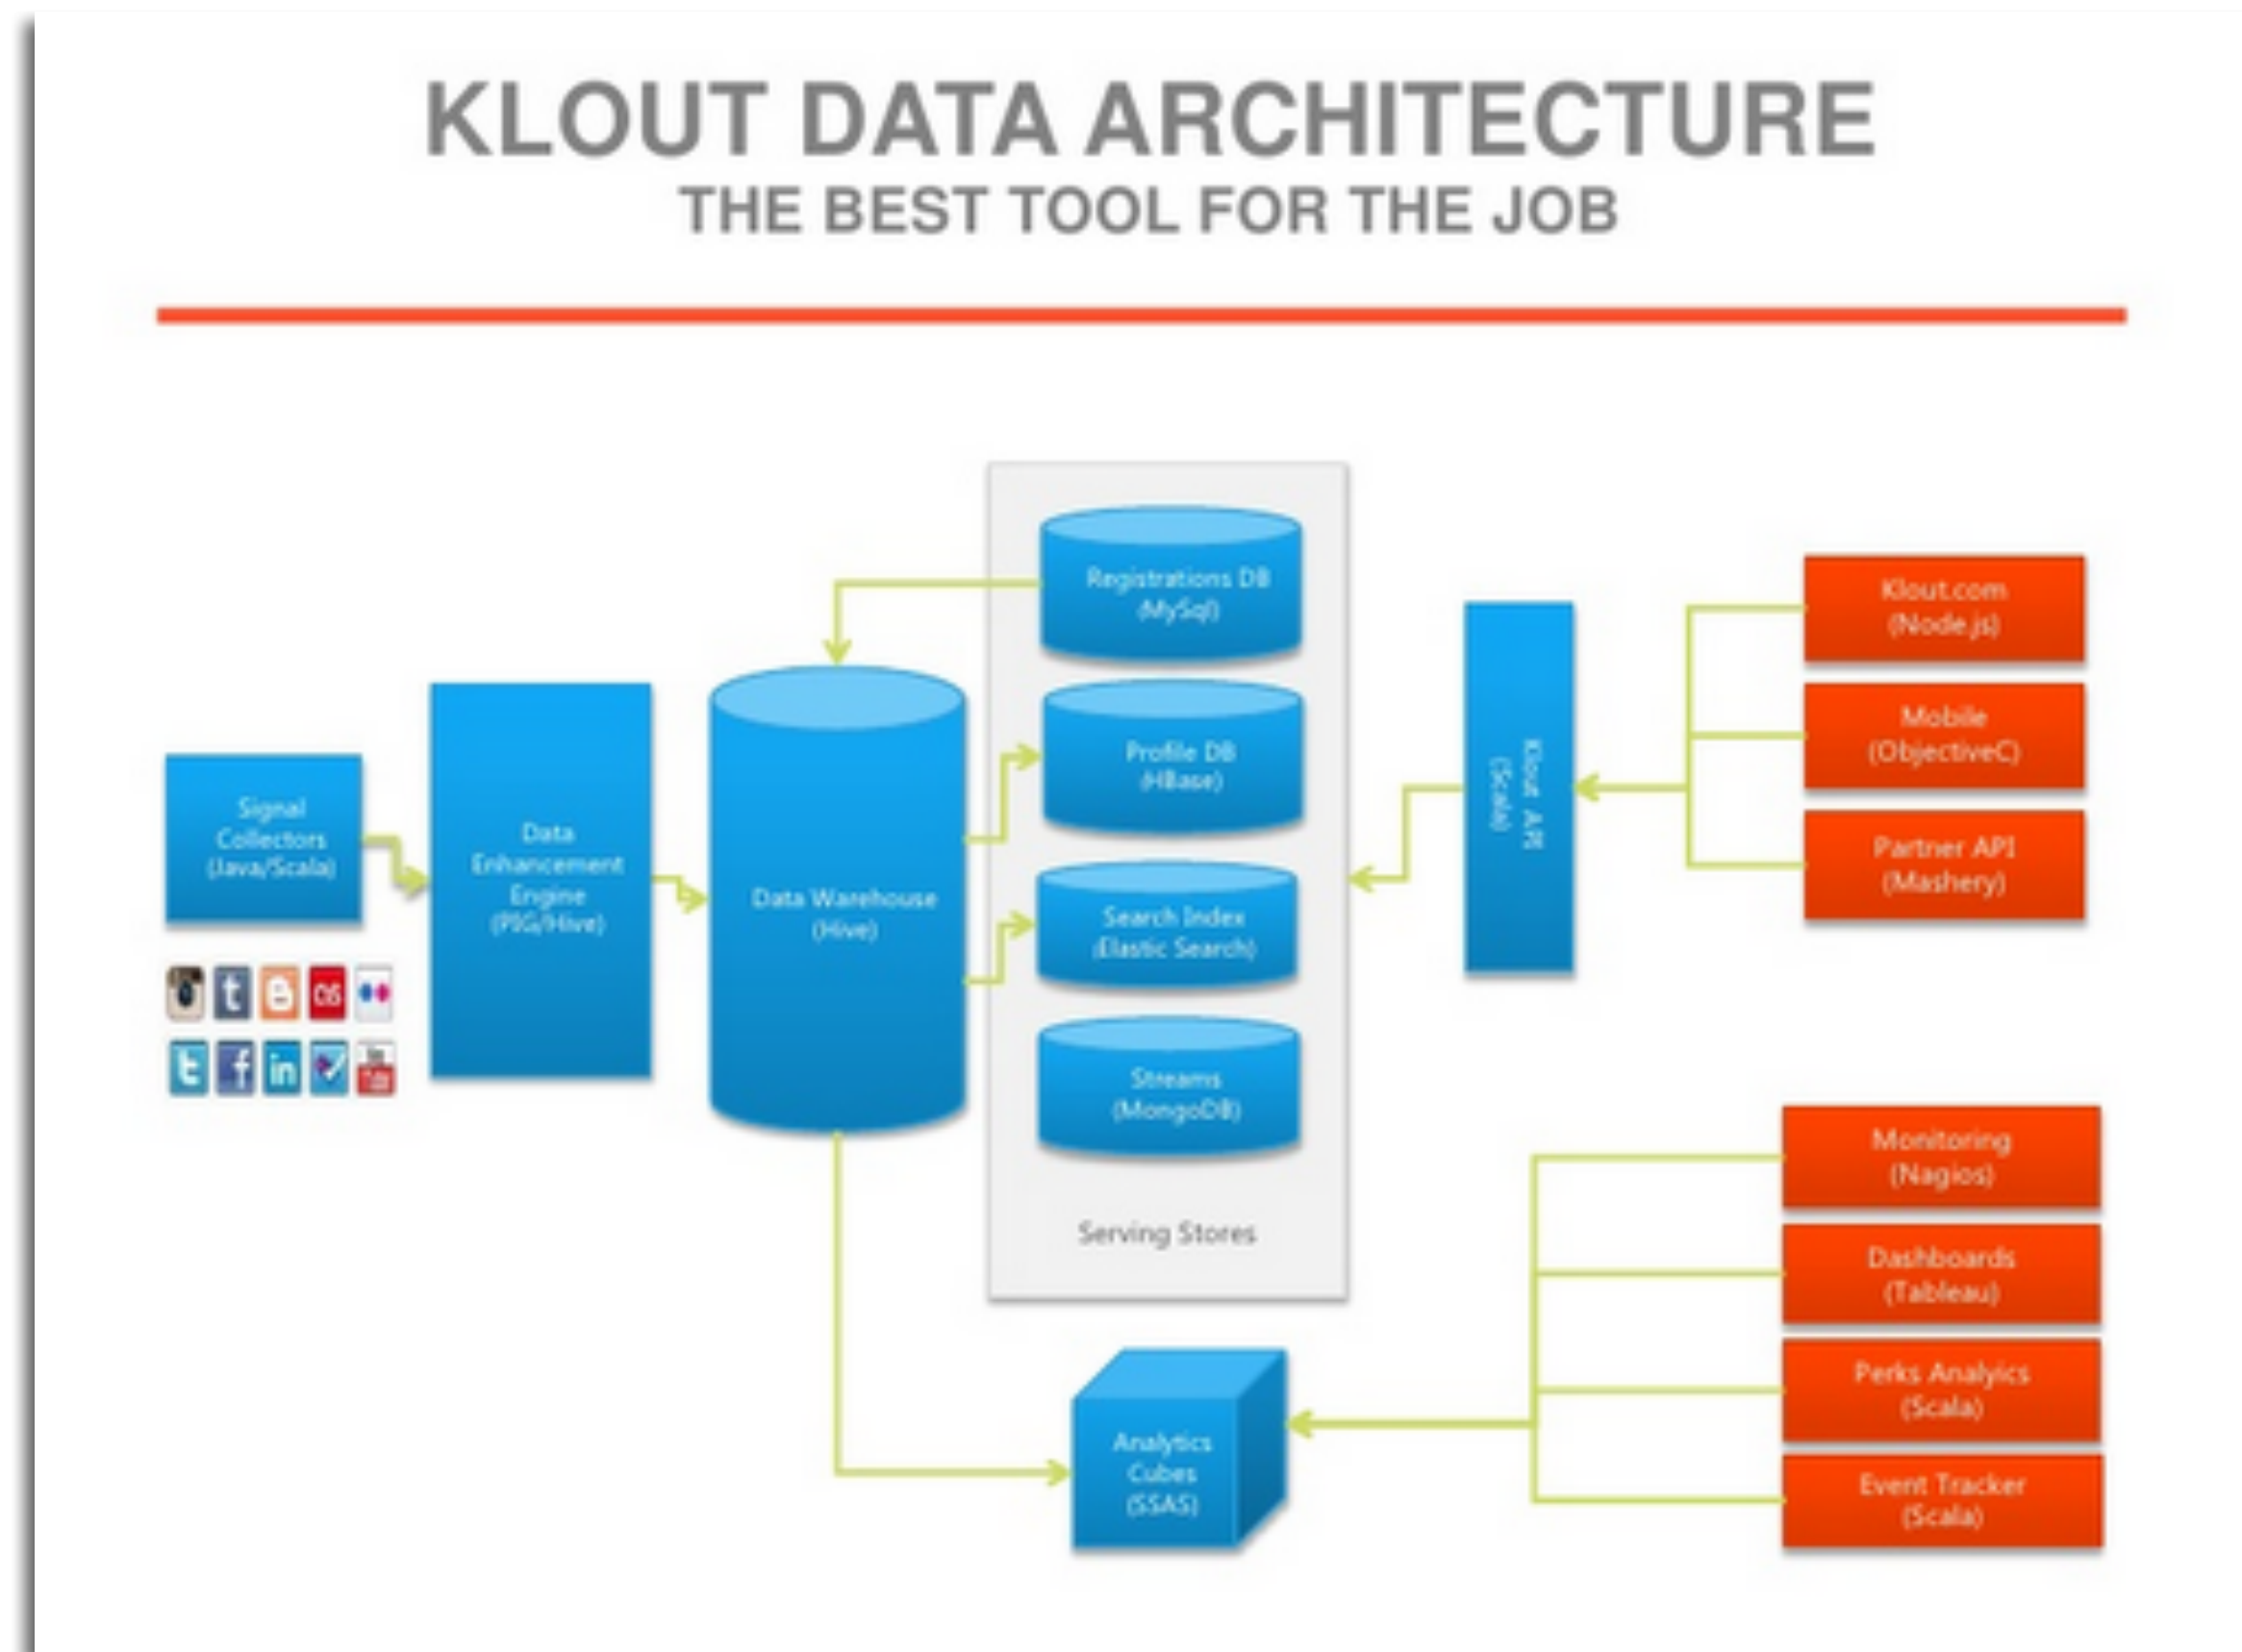 KLOUT DATA ARCHITECTURE
THE BEST TOOL FOR THE JOB
Signal
Collectors
(Java/Scala)
Data
Enhancement
Engine
(PIG/Hive)
Data Warehouse
(Hive)
Registrations DB
(MySql)
Profile DB
(HBase)
Search Index
(Elastic Search)
Streams
(MongoDB)
Serving Stores
Klout API
(Scala)
Klout.com
(Node.js)
Mobile
(ObjectiveC)
Partner API
(Mashery)
Analytics
Cubes
(SSAS)
Monitoring
(Nagios)
Dashboards
(Tableau)
Perks Analyics
(Scala)
Event Tracker
(Scala)